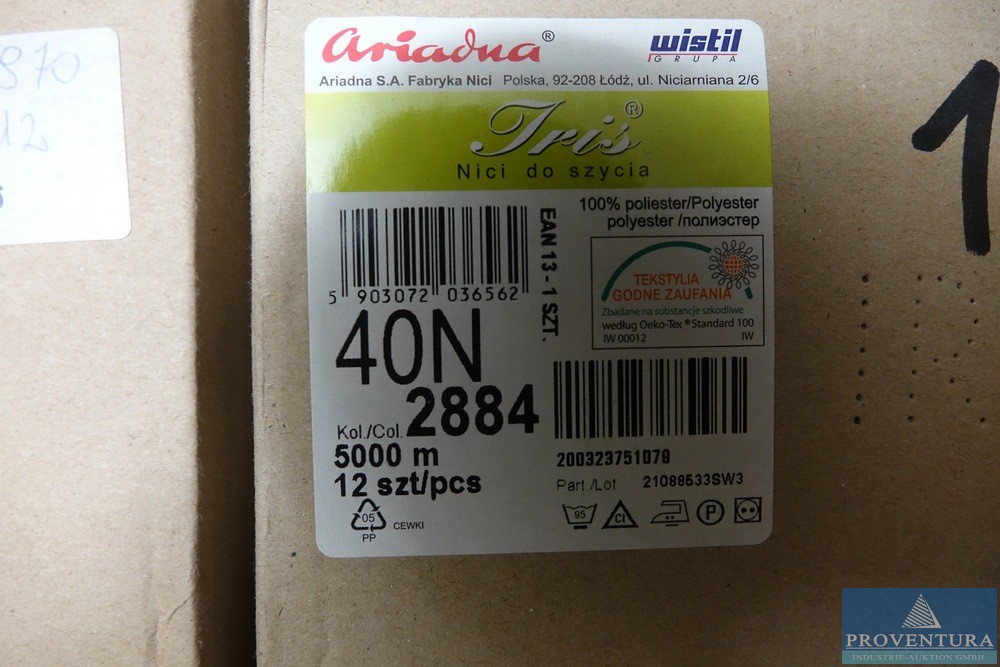 970
12
Ariadna®
wistil
GRUPA
Ariadna S.A. Fabryka Nici Polska, 92-208 Łódź, ul. Niciarniana 2/6
Iris®
Nici do szycia
100% poliester/Polyester
polyester /полиэстер
5 903072 036562
EAN 13 - 1 SZT.
TEKSTYLIA
GODNE ZAUFANIA
Zbadane na substancje szkodliwe
według Oeko-Tex ® Standard 100
IW 00012 IW
40N
Kol./Col. 2884
5000 m
12 szt/pcs
200323751079
Part /Lot 21088533SW3
05
PP
CEWKI
95
Cl
P
1
PROVENTURA
INDUSTRIE-AUKTION GMBH